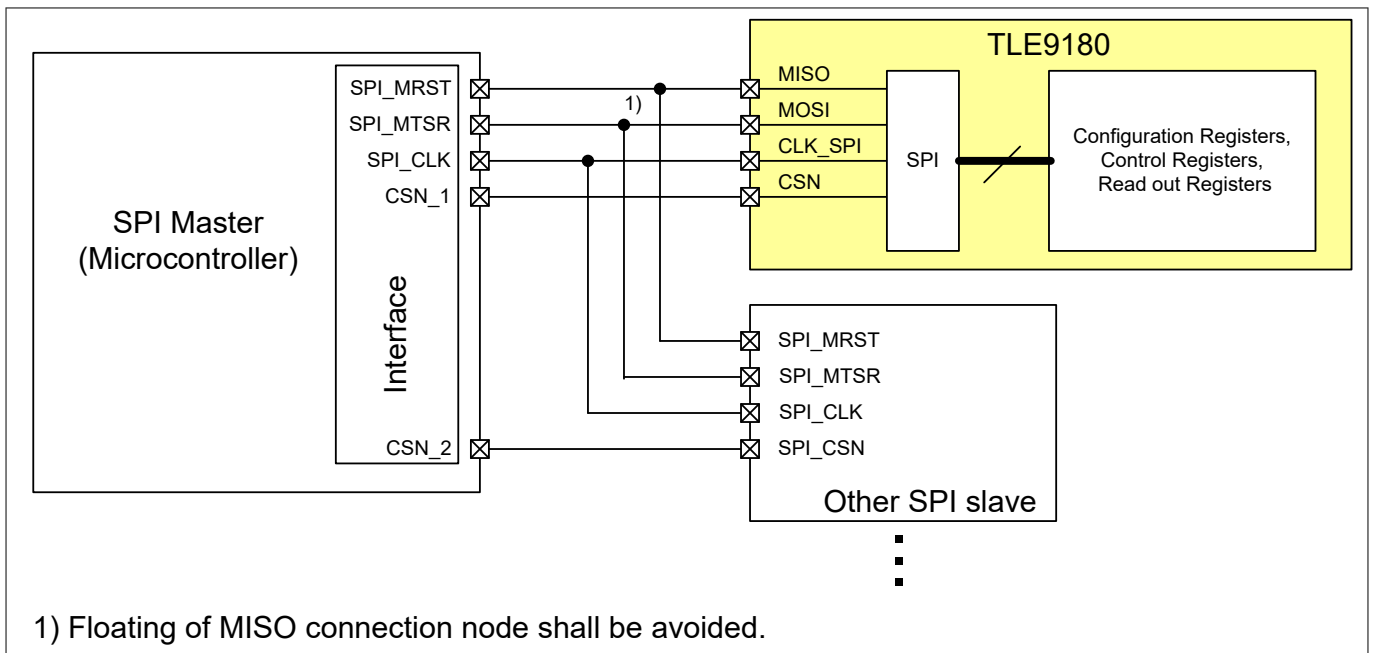 TLE9180
SPI_MRST
SPI_MTSR
SPI_CLK
CSN_1
SPI Master
(Microcontroller)
Interface
CSN_2
1)
MISO
MOSI
CLK_SPI
CSN
SPI
Configuration Registers,
Control Registers,
Read out Registers
SPI_MRST
SPI_MTSR
SPI_CLK
SPI_CSN
Other SPI slave
1) Floating of MISO connection node shall be avoided.